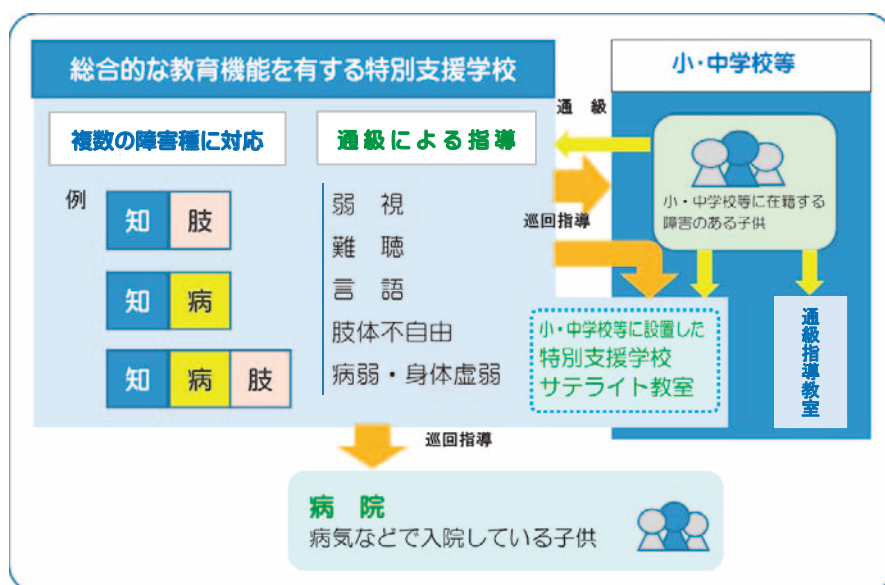 総合的な教育機能を有する特別支援学校
小・中学校等
複数の障害種に対応
通級による指導
通 級
例
知 肢
知 病
知 病 肢
弱 視
難 聴
言 語
肢体不自由
病弱・身体虚弱
巡回指導
小・中学校等に在籍する
障害のある子供
小・中学校等に設置した
特別支援学校
サテライト教室
通級指導教室
巡回指導
病 院
病気などで入院している子供